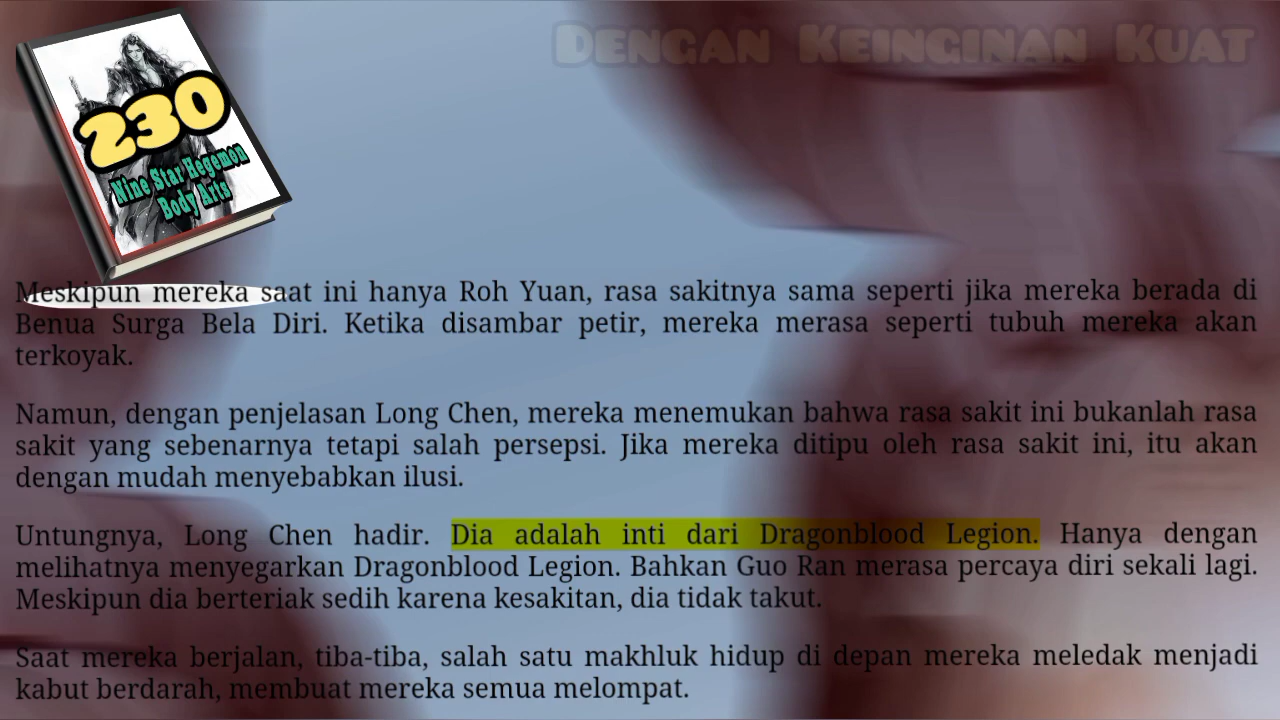 Dengan Keinginan Kuat
230
Nine Star Hegemon
Body Arts
Meskipun mereka saat ini hanya Roh Yuan, rasa sakitnya sama seperti jika mereka berada di
Benua Surga Bela Diri. Ketika disambar petir, mereka merasa seperti tubuh mereka akan
terkoyak.
Namun, dengan penjelasan Long Chen, mereka menemukan bahwa rasa sakit ini bukanlah rasa
sakit yang sebenarnya tetapi salah persepsi. Jika mereka ditipu oleh rasa sakit ini, itu akan
dengan mudah menyebabkan ilusi.
Untungnya, Long Chen hadir. Dia adalah inti dari Dragonblood Legion. Hanya dengan
melihatnya menyegarkan Dragonblood Legion. Bahkan Guo Ran merasa percaya diri sekali lagi.
Meskipun dia berteriak sedih karena kesakitan, dia tidak takut.
Saat mereka berjalan, tiba-tiba, salah satu makhluk hidup di depan mereka meledak menjadi
kabut berdarah, membuat mereka semua melompat.